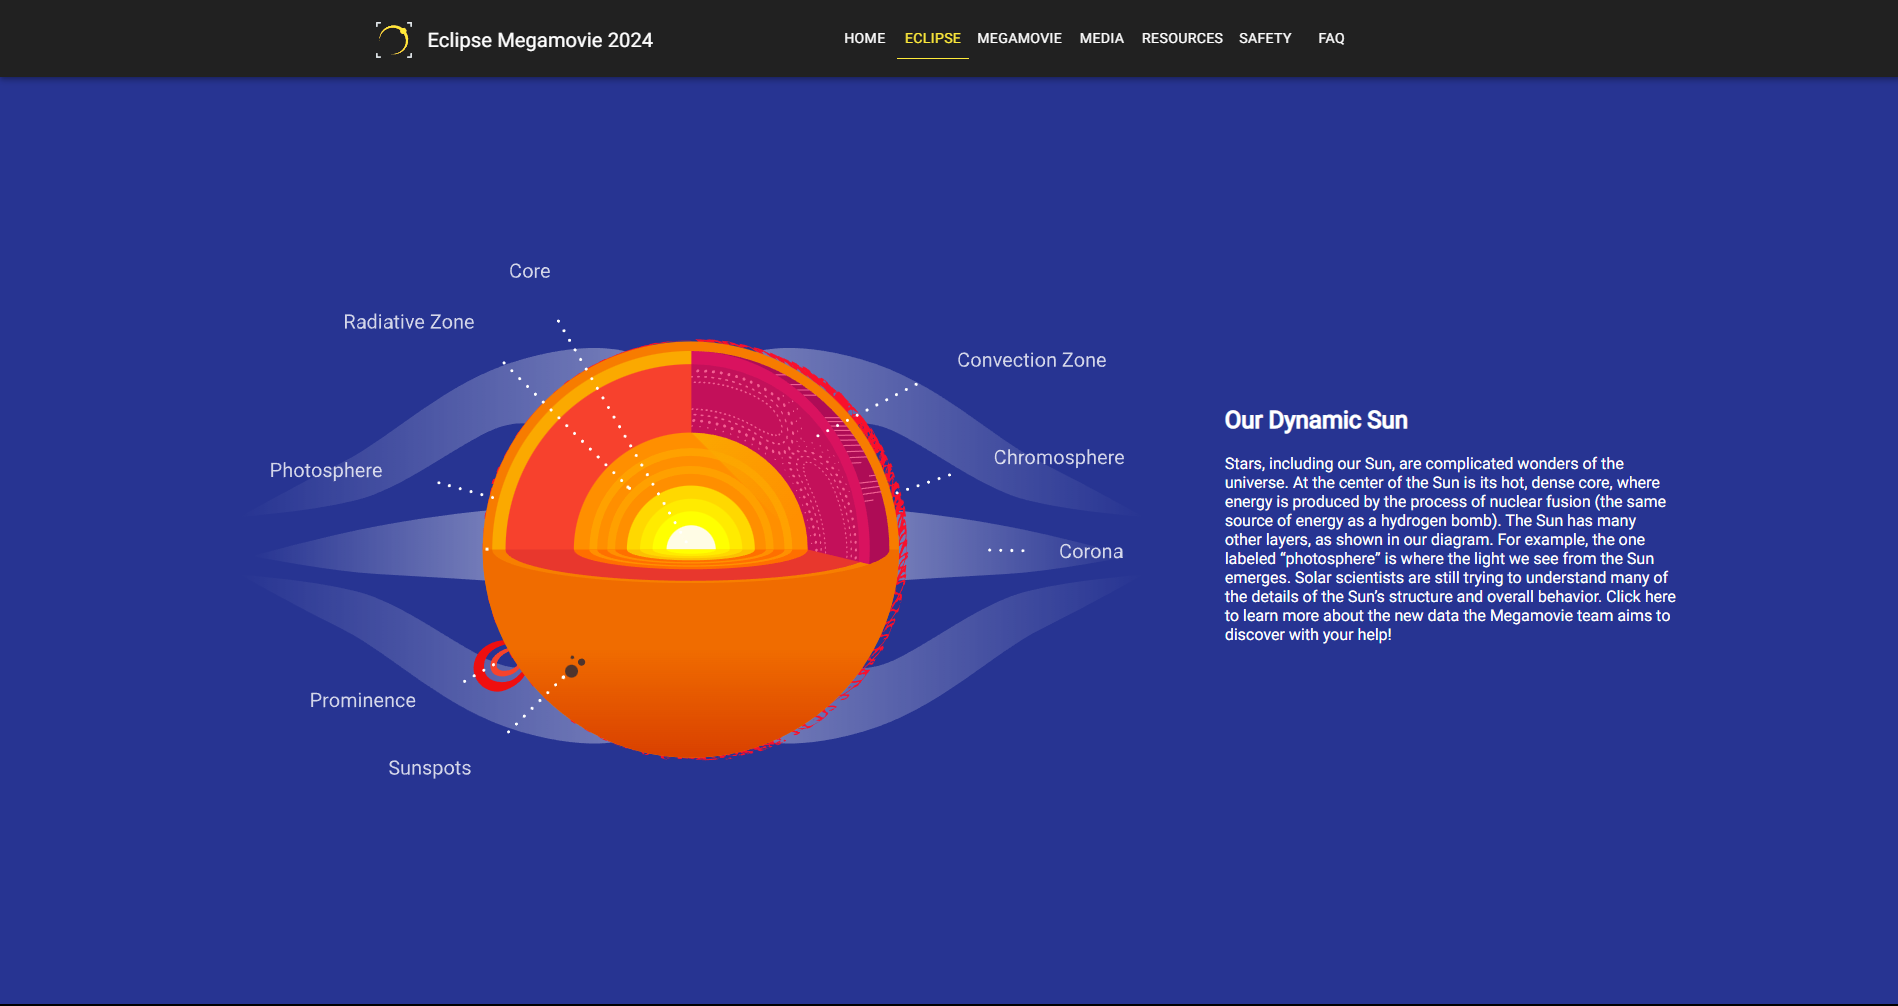 Eclipse Megamovie 2024
HOME ECLIPSE MEGAMOVIE MEDIA RESOURCES SAFETY FAQ
Core
Radiative Zone
Convection Zone
Photosphere
Chromosphere
Corona
Prominence
Sunspots
Our Dynamic Sun
Stars, including our Sun, are complicated wonders of the
universe. At the center of the Sun is its hot, dense core, where
energy is produced by the process of nuclear fusion (the same
source of energy as a hydrogen bomb). The Sun has many
other layers, as shown in our diagram. For example, the one
labeled “photosphere” is where the light we see from the Sun
emerges. Solar scientists are still trying to understand many of
the details of the Sun’s structure and overall behavior. Click here
to learn more about the new data the Megamovie team aims to
discover with your help!